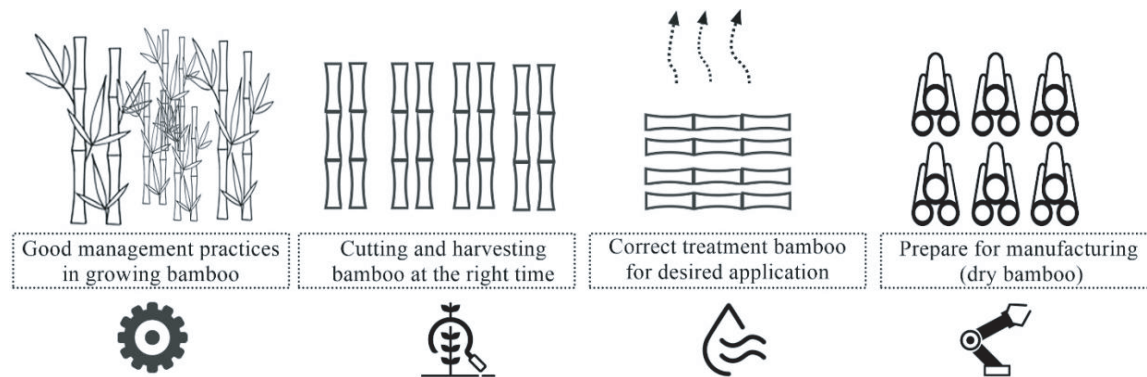 Good management practices
in growing bamboo
Cutting and harvesting
bamboo at the right time
Correct treatment bamboo
for desired application
Prepare for manufacturing
(dry bamboo)